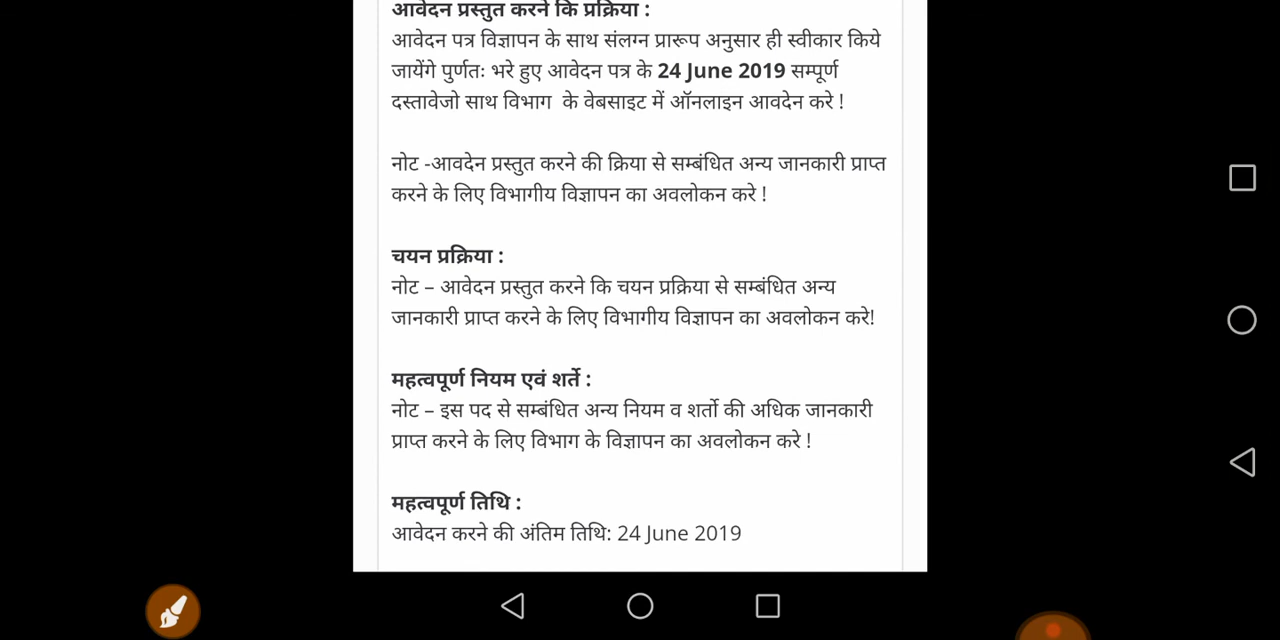 आवेदन प्रस्तुत करने कि प्रक्रिया :
आवेदन पत्र विज्ञापन के साथ संलग्न प्रारूप अनुसार ही स्वीकार किये
जायेंगे पुर्णतः भरे हुए आवेदन पत्र के 24 June 2019 सम्पूर्ण
दस्तावेजो साथ विभाग के वेबसाइट में ऑनलाइन आवदेन करे !
नोट -आवदेन प्रस्तुत करने की क्रिया से सम्बंधित अन्य जानकारी प्राप्त
करने के लिए विभागीय विज्ञापन का अवलोकन करे !
चयन प्रक्रिया :
नोट – आवेदन प्रस्तुत करने कि चयन प्रक्रिया से सम्बंधित अन्य
जानकारी प्राप्त करने के लिए विभागीय विज्ञापन का अवलोकन करे!
महत्वपूर्ण नियम एवं शर्ते :
नोट – इस पद से सम्बंधित अन्य नियम व शर्तो की अधिक जानकारी
प्राप्त करने के लिए विभाग के विज्ञापन का अवलोकन करे !
महत्वपूर्ण तिथि :
आवेदन करने की अंतिम तिथि: 24 June 2019